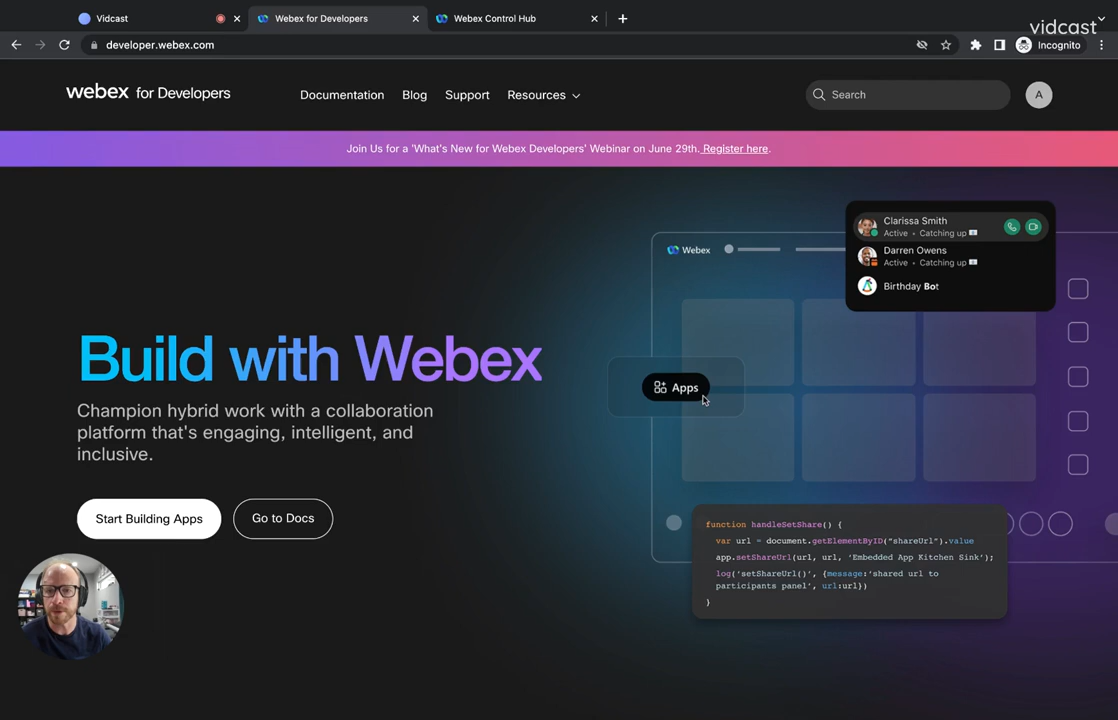 Vidcast
Webex for Developers
Webex Control Hub
vidcast
developer.webex.com
Incognito
webex for Developers
Documentation
Blog
Support
Resources
Search
A
Join Us for a 'What's New for Webex Developers' Webinar on June 29th. Register here.
Clarissa Smith
Active • Catching up
Darren Owens
Active • Catching up
Birthday Bot
Webex
Apps
Build with Webex
Champion hybrid work with a collaboration
platform that's engaging, intelligent, and
inclusive.
Start Building Apps
Go to Docs
function handleSetShare() {
var url = document.getElementByID("shareUrl").value
app.setShareUrl(url, url, 'Embedded App Kitchen Sink');
log('setShareUrl()', {message:'shared url to
participants panel', url:url})
}